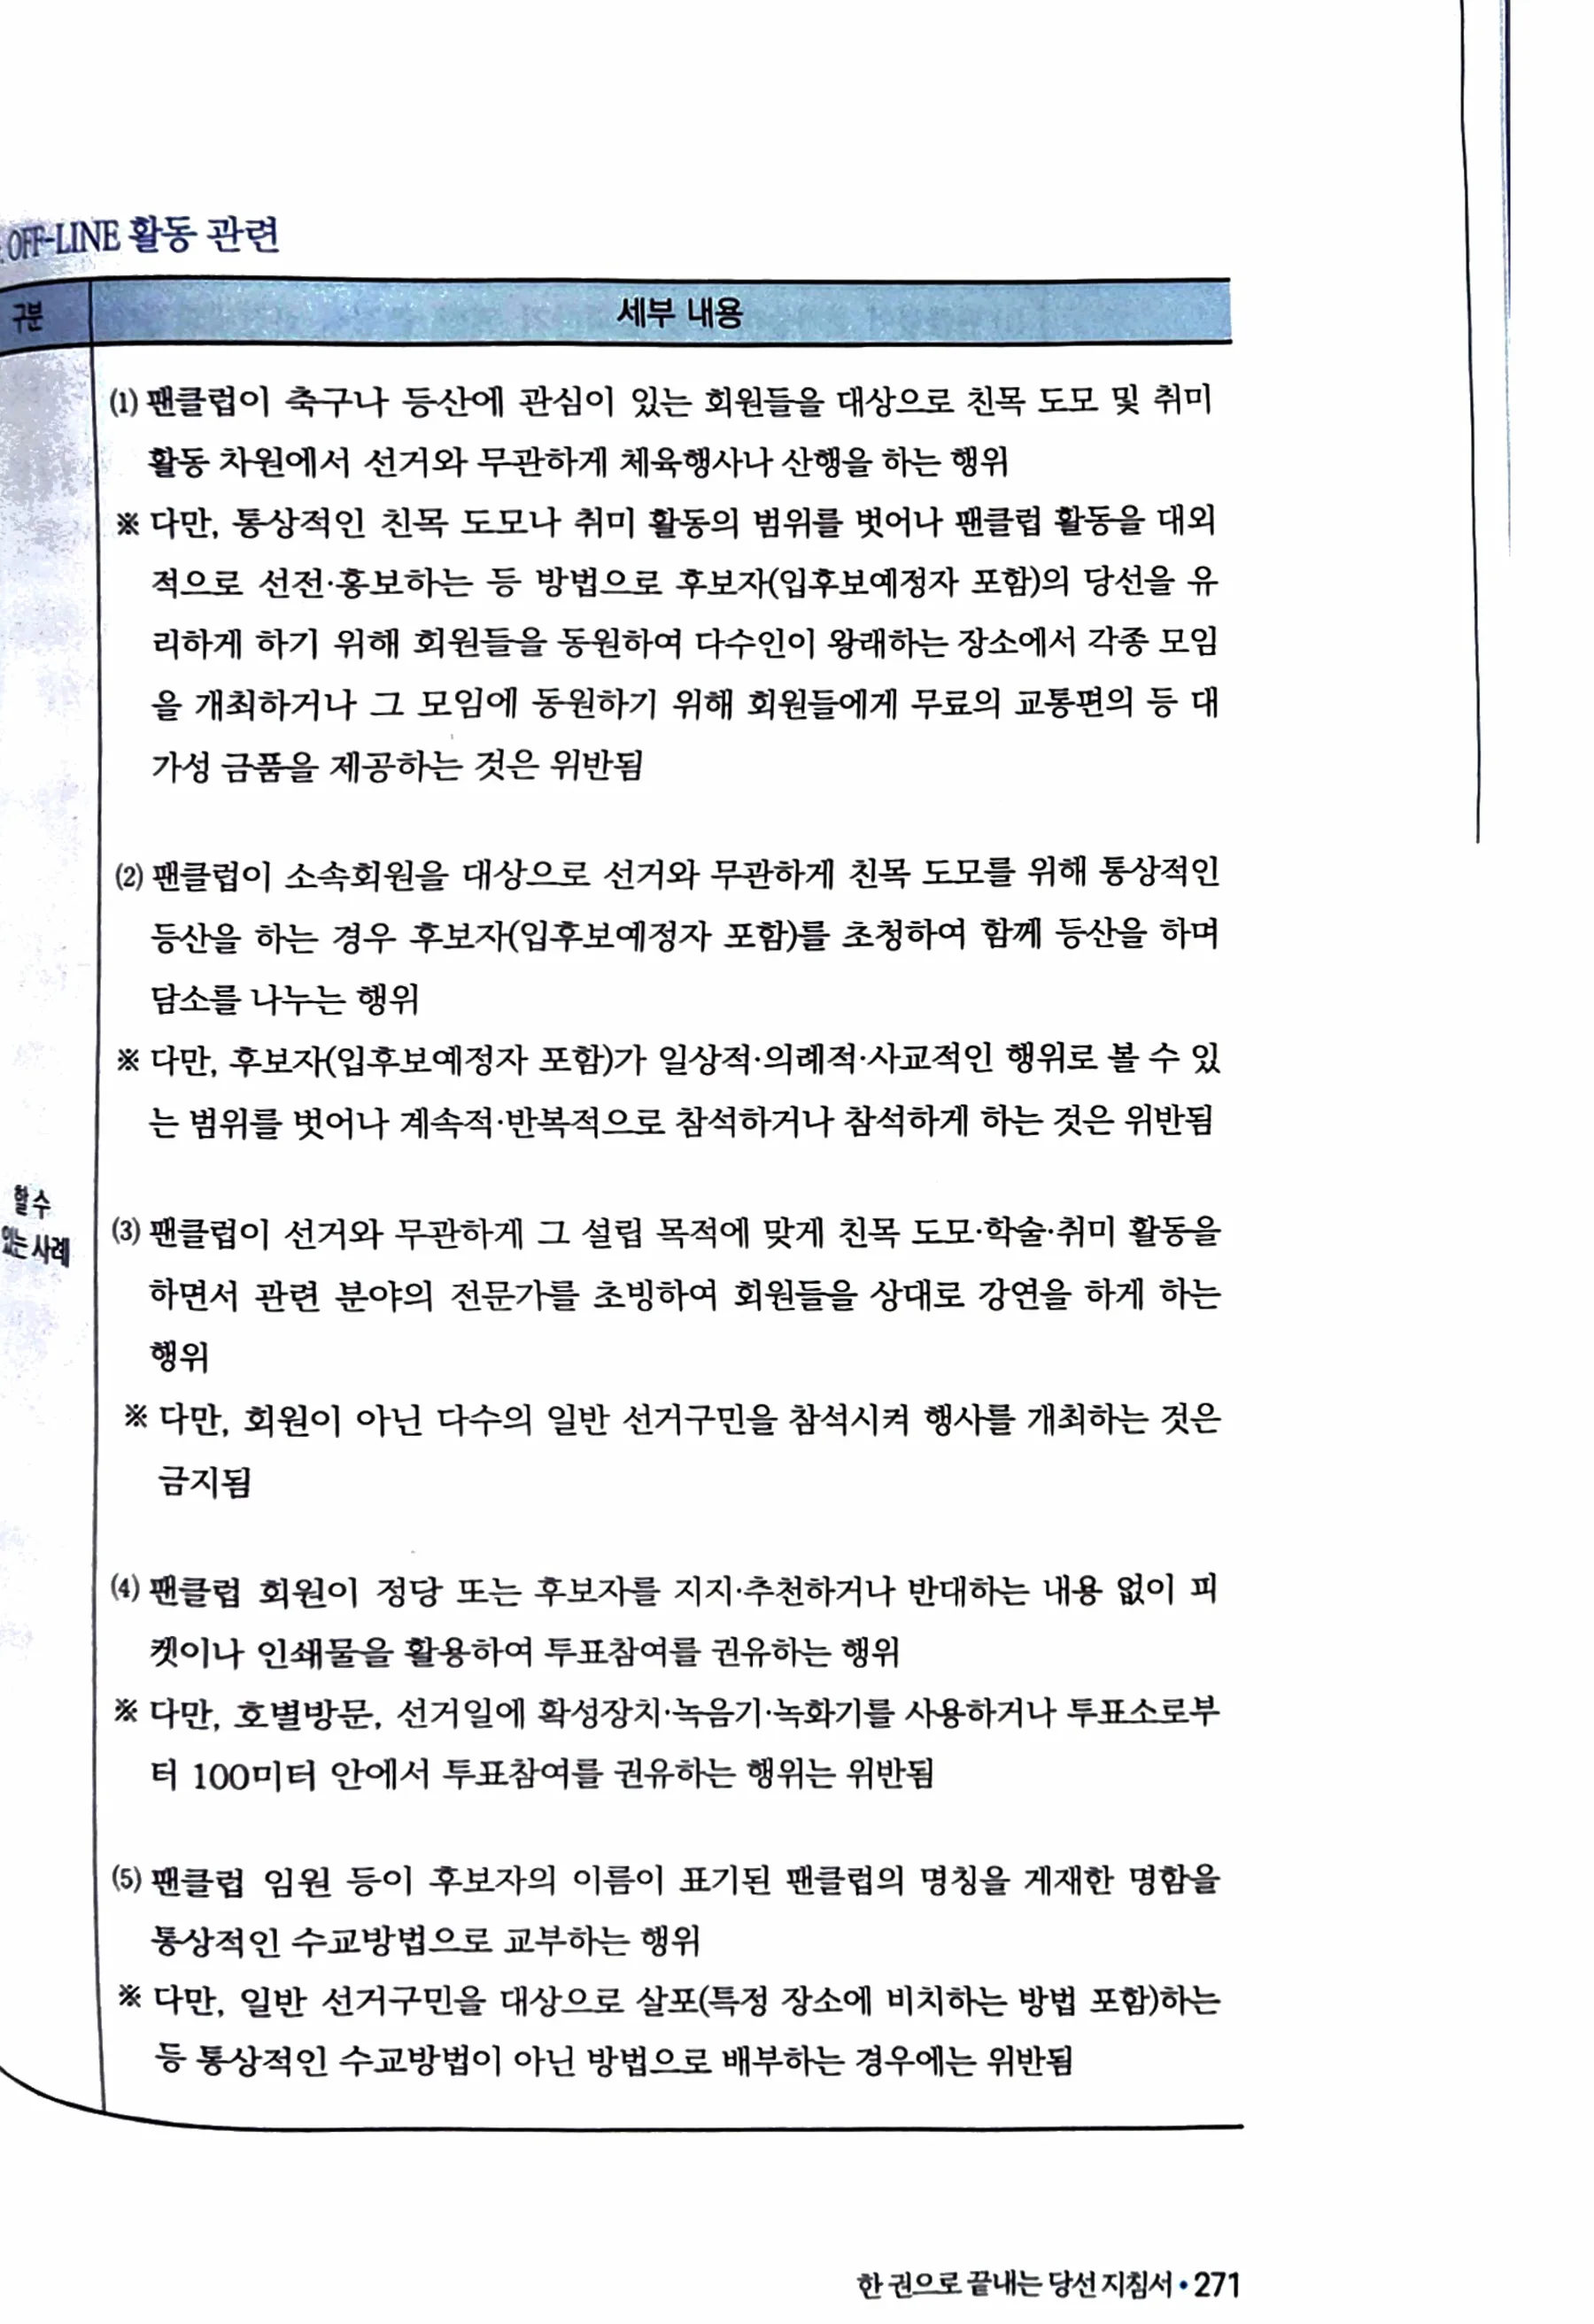 . OFF-LINE 활동 관련
구분
세부 내용
할 수
있는 사례
(1) 팬클럽이 축구나 등산에 관심이 있는 회원들을 대상으로 친목 도모 및 취미
활동 차원에서 선거와 무관하게 체육행사나 산행을 하는 행위
※ 다만, 통상적인 친목 도모나 취미 활동의 범위를 벗어나 팬클럽 활동을 대외
적으로 선전·홍보하는 등 방법으로 후보자(입후보예정자 포함)의 당선을 유
리하게 하기 위해 회원들을 동원하여 다수인이 왕래하는 장소에서 각종 모임
을 개최하거나 그 모임에 동원하기 위해 회원들에게 무료의 교통편의 등 대
가성 금품을 제공하는 것은 위반됨
(2) 팬클럽이 소속회원을 대상으로 선거와 무관하게 친목 도모를 위해 통상적인
등산을 하는 경우 후보자(입후보예정자 포함)를 초청하여 함께 등산을 하며
담소를 나누는 행위
※ 다만, 후보자(입후보예정자 포함)가 일상적·의례적·사교적인 행위로 볼 수 있
는 범위를 벗어나 계속적·반복적으로 참석하거나 참석하게 하는 것은 위반됨
(3) 팬클럽이 선거와 무관하게 그 설립 목적에 맞게 친목 도모·학술·취미 활동을
하면서 관련 분야의 전문가를 초빙하여 회원들을 상대로 강연을 하게 하는
행위
※ 다만, 회원이 아닌 다수의 일반 선거구민을 참석시켜 행사를 개최하는 것은
금지됨
(4) 팬클럽 회원이 정당 또는 후보자를 지지·추천하거나 반대하는 내용 없이 피
켓이나 인쇄물을 활용하여 투표참여를 권유하는 행위
※ 다만, 호별방문, 선거일에 확성장치·녹음기·녹화기를 사용하거나 투표소로부
터 100미터 안에서 투표참여를 권유하는 행위는 위반됨
(5) 팬클럽 임원 등이 후보자의 이름이 표기된 팬클럽의 명칭을 게재한 명함을
통상적인 수교방법으로 교부하는 행위
※ 다만, 일반 선거구민을 대상으로 살포(특정 장소에 비치하는 방법 포함)하는
등 통상적인 수교방법이 아닌 방법으로 배부하는 경우에는 위반됨
한 권으로 끝내는 당선 지침서 • 271